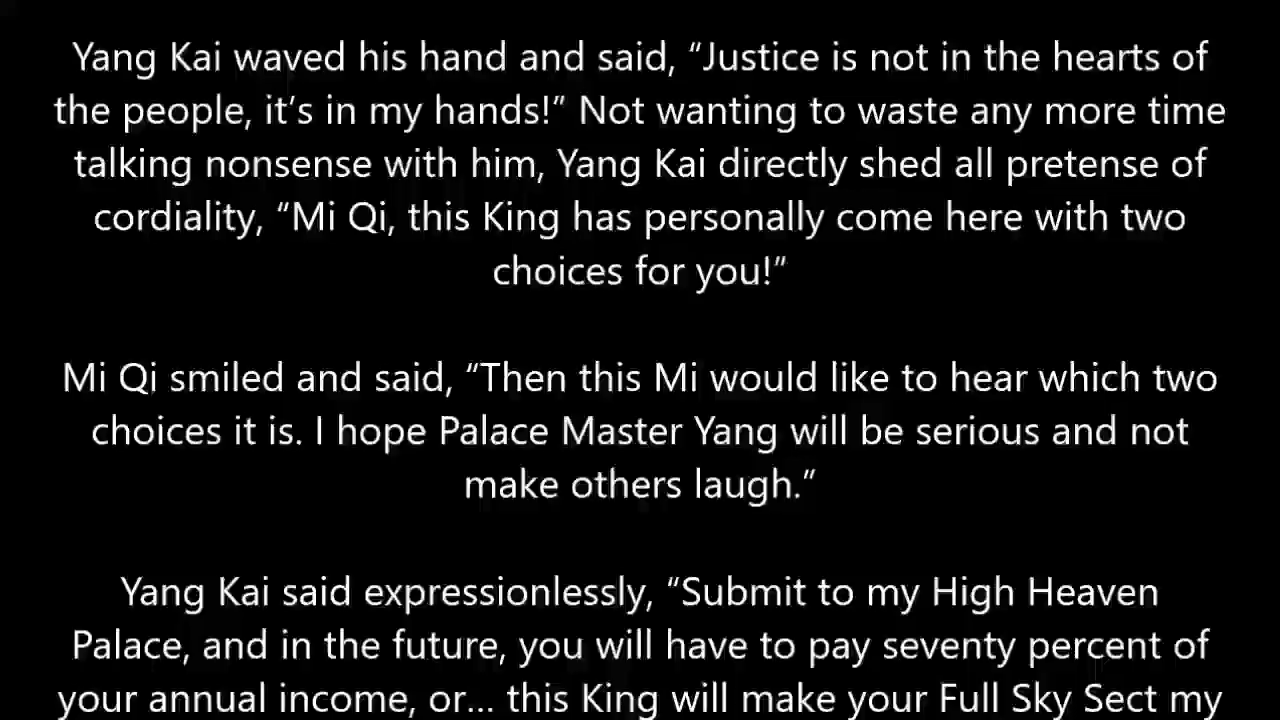 Yang Kai waved his hand and said, “Justice is not in the hearts of
the people, it’s in my hands!” Not wanting to waste any more time
talking nonsense with him, Yang Kai directly shed all pretense of
cordiality, “Mi Qi, this King has personally come here with two
choices for you!”
Mi Qi smiled and said, “Then this Mi would like to hear which two
choices it is. I hope Palace Master Yang will be serious and not
make others laugh.”
Yang Kai said expressionlessly, “Submit to my High Heaven
Palace, and in the future, you will have to pay seventy percent of
your annual income, or… this King will make your Full Sky Sect my